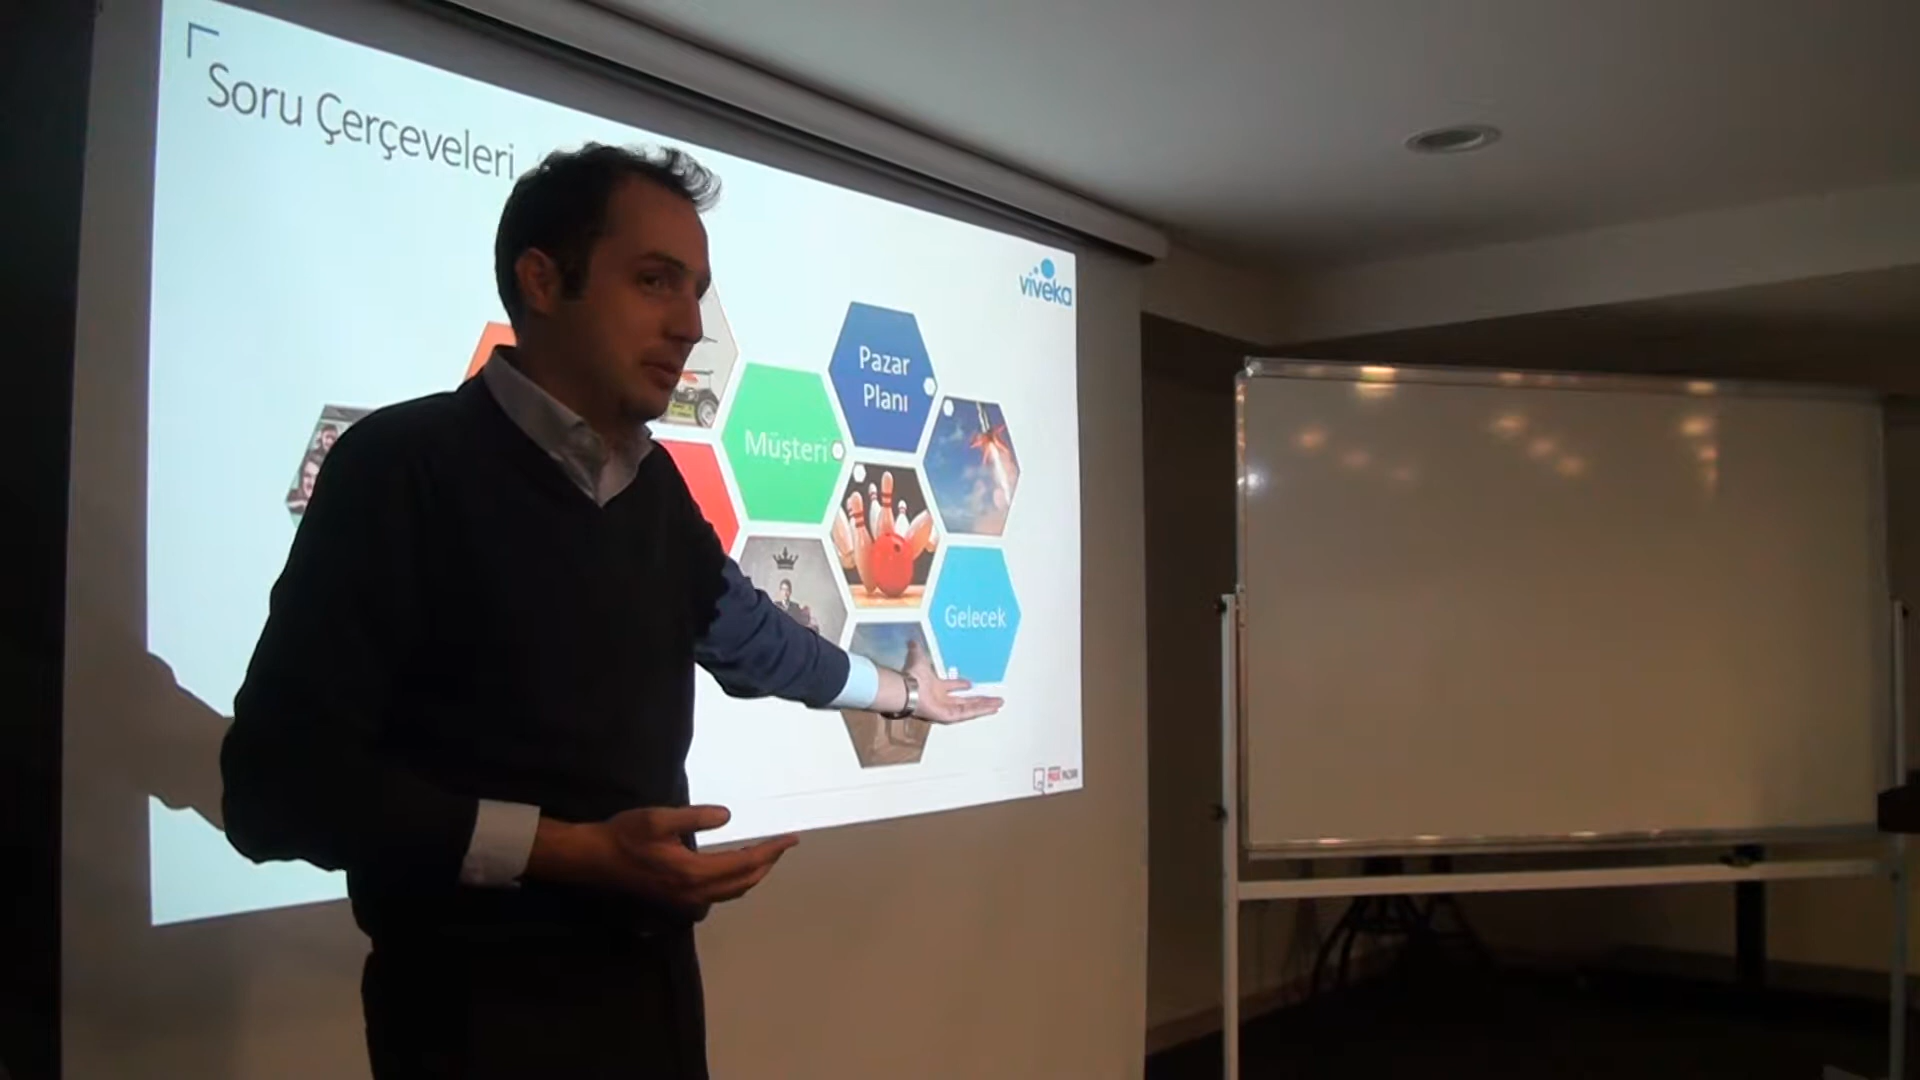 Soru Çerçeveleri
viveka
Pazar
Planı
Müşteri
Gelecek